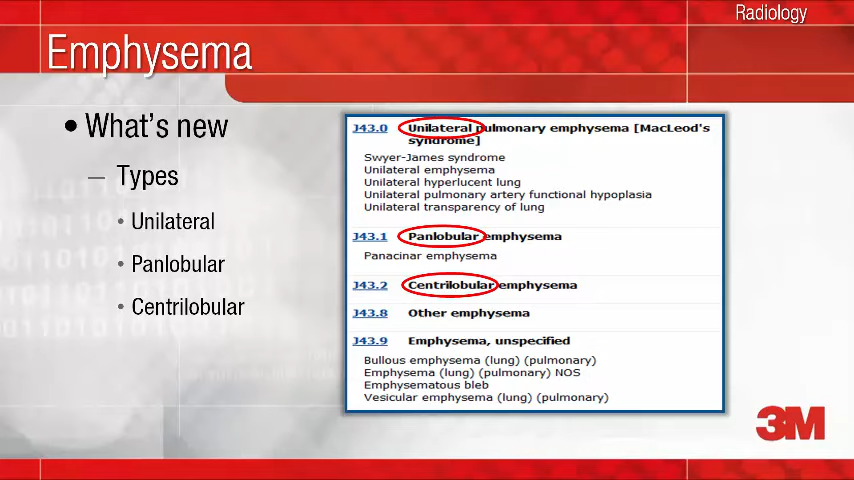 Radiology
Emphysema
• What's new
– Types
• Unilateral
• Panlobular
• Centrilobular
J43.0 Unilateral pulmonary emphysema [MacLeod's
syndrome]
Swyer-James syndrome
Unilateral emphysema
Unilateral hyperlucent lung
Unilateral pulmonary artery functional hypoplasia
Unilateral transparency of lung
J43.1 Panlobular emphysema
Panacinar emphysema
J43.2 Centrilobular emphysema
J43.8 Other emphysema
J43.9 Emphysema, unspecified
Bullous emphysema (lung) (pulmonary)
Emphysema (lung) (pulmonary) NOS
Emphysematous bleb
Vesicular emphysema (lung) (pulmonary)
3M